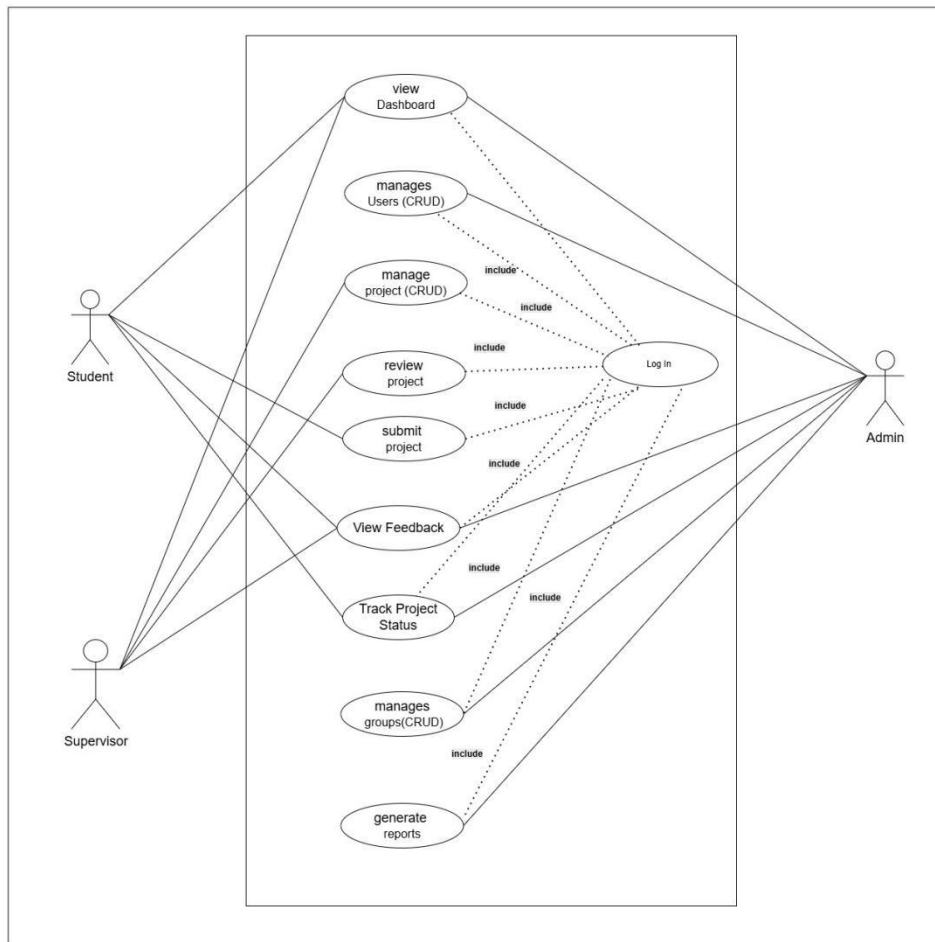 view
Dashboard
manages
Users (CRUD)
include
manage
project (CRUD)
include
Student
include
review
project
Log In
Admin
include
submit
project
include
View Feedback
include
Track Project
Status
include
Supervisor
manages
groups(CRUD)
include
generate
reports